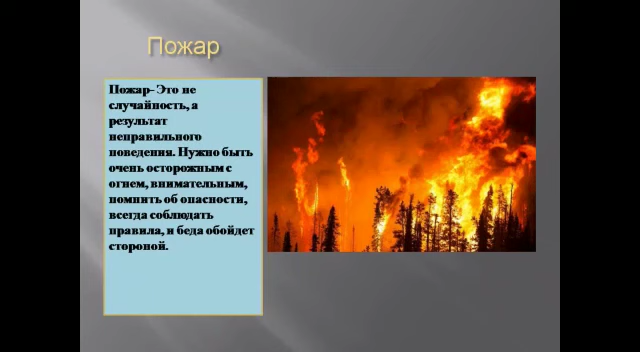 Пожар
Пожар- Это не
случайность, а
результат
неправильного
поведения. Нужно быть
очень осторожным с
огнем, внимательным,
помнить об опасности,
всегда соблюдать
правила, и беда обойдет
стороной.